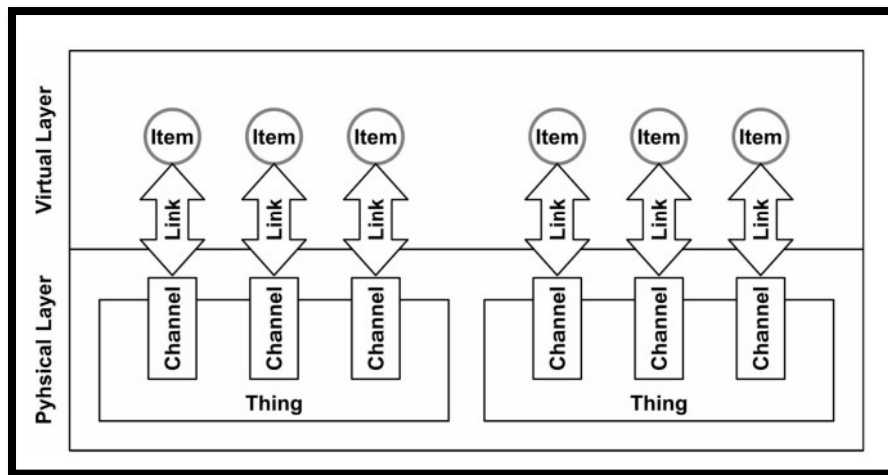 Virtual Layer
Item Item Item Item Item Item
Link Link Link Link Link Link
Pyhsical Layer
Channel Channel Channel Channel Channel Channel
Thing Thing